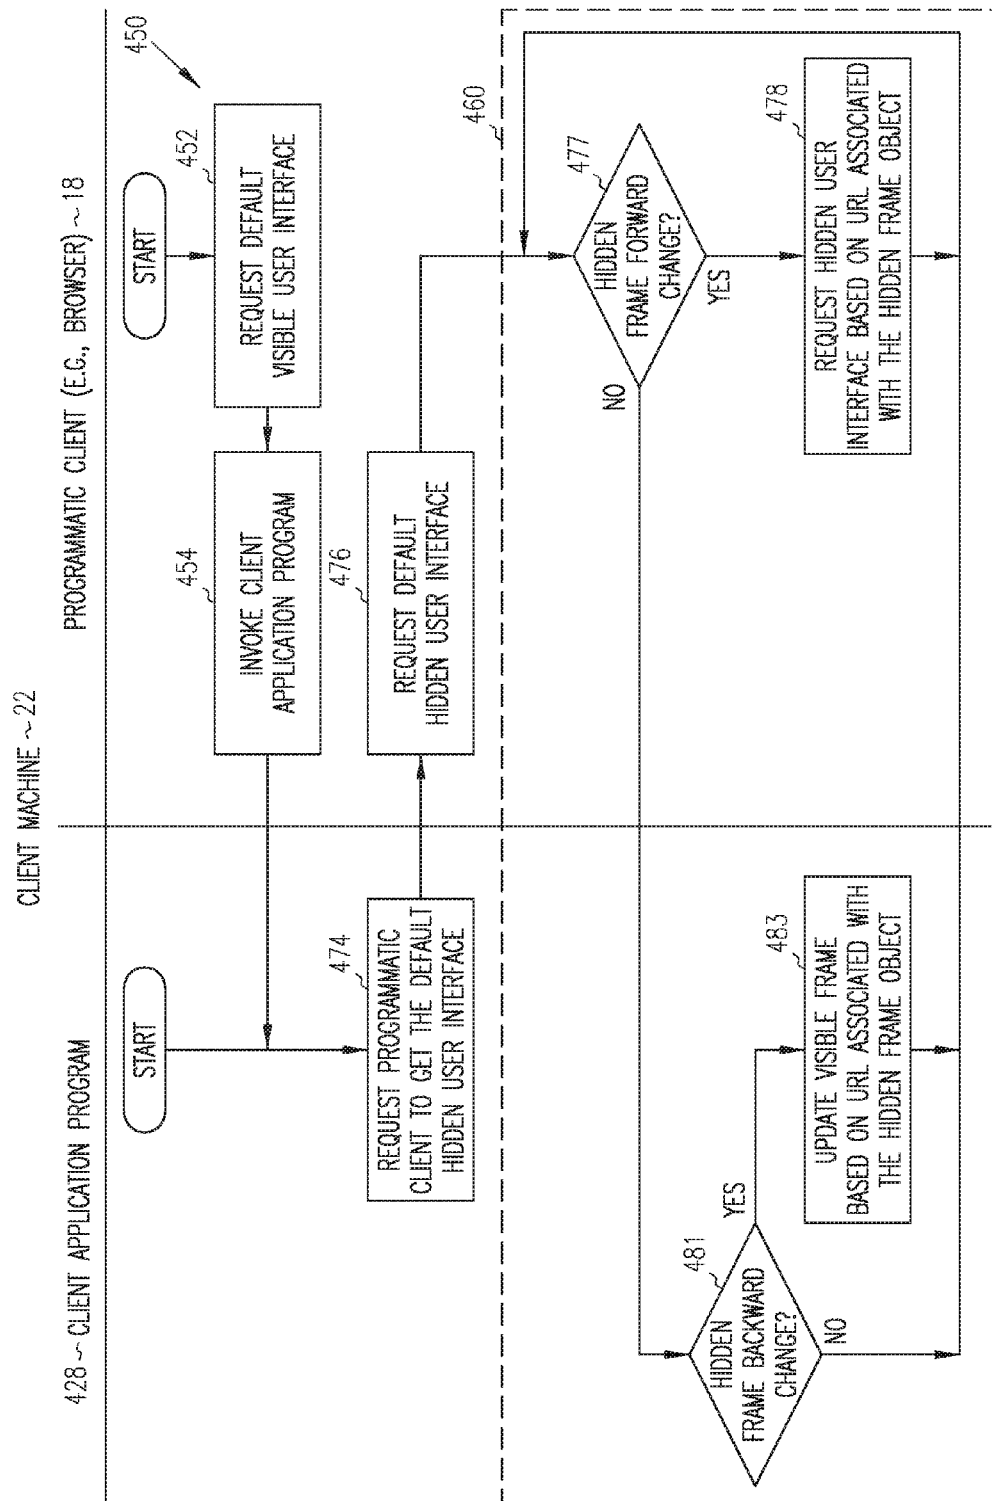 CLIENT MACHINE ~22
428~ CLIENT APPLICATION PROGRAM
PROGRAMMATIC CLIENT (E.G., BROWSER) ~18
450
START
START
452
REQUEST DEFAULT
VISIBLE USER INTERFACE
454
INVOKE CLIENT
APPLICATION PROGRAM
474
REQUEST PROGRAMMATIC
CLIENT TO GET THE DEFAULT
HIDDEN USER INTERFACE
476
REQUEST DEFAULT
HIDDEN USER INTERFACE
460
477
HIDDEN
FRAME FORWARD
CHANGE?
NO
YES
481
HIDDEN
FRAME BACKWARD
CHANGE?
YES
NO
483
UPDATE VISIBLE FRAME
BASED ON URL ASSOCIATED WITH
THE HIDDEN FRAME OBJECT
478
REQUEST HIDDEN USER
INTERFACE BASED ON URL ASSOCIATED
WITH THE HIDDEN FRAME OBJECT